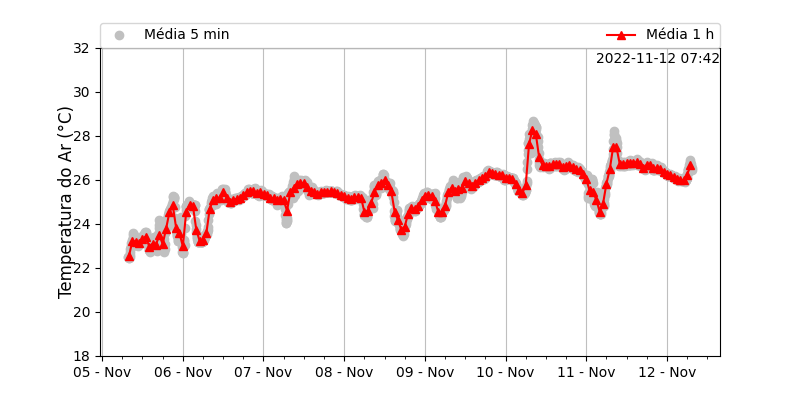 Média 5 min
Média 1 h
2022-11-12 07:42
Temperatura do Ar (°C)
32
30
28
26
24
22
20
18
05 - Nov
06 - Nov
07 - Nov
08 - Nov
09 - Nov
10 - Nov
11 - Nov
12 - Nov